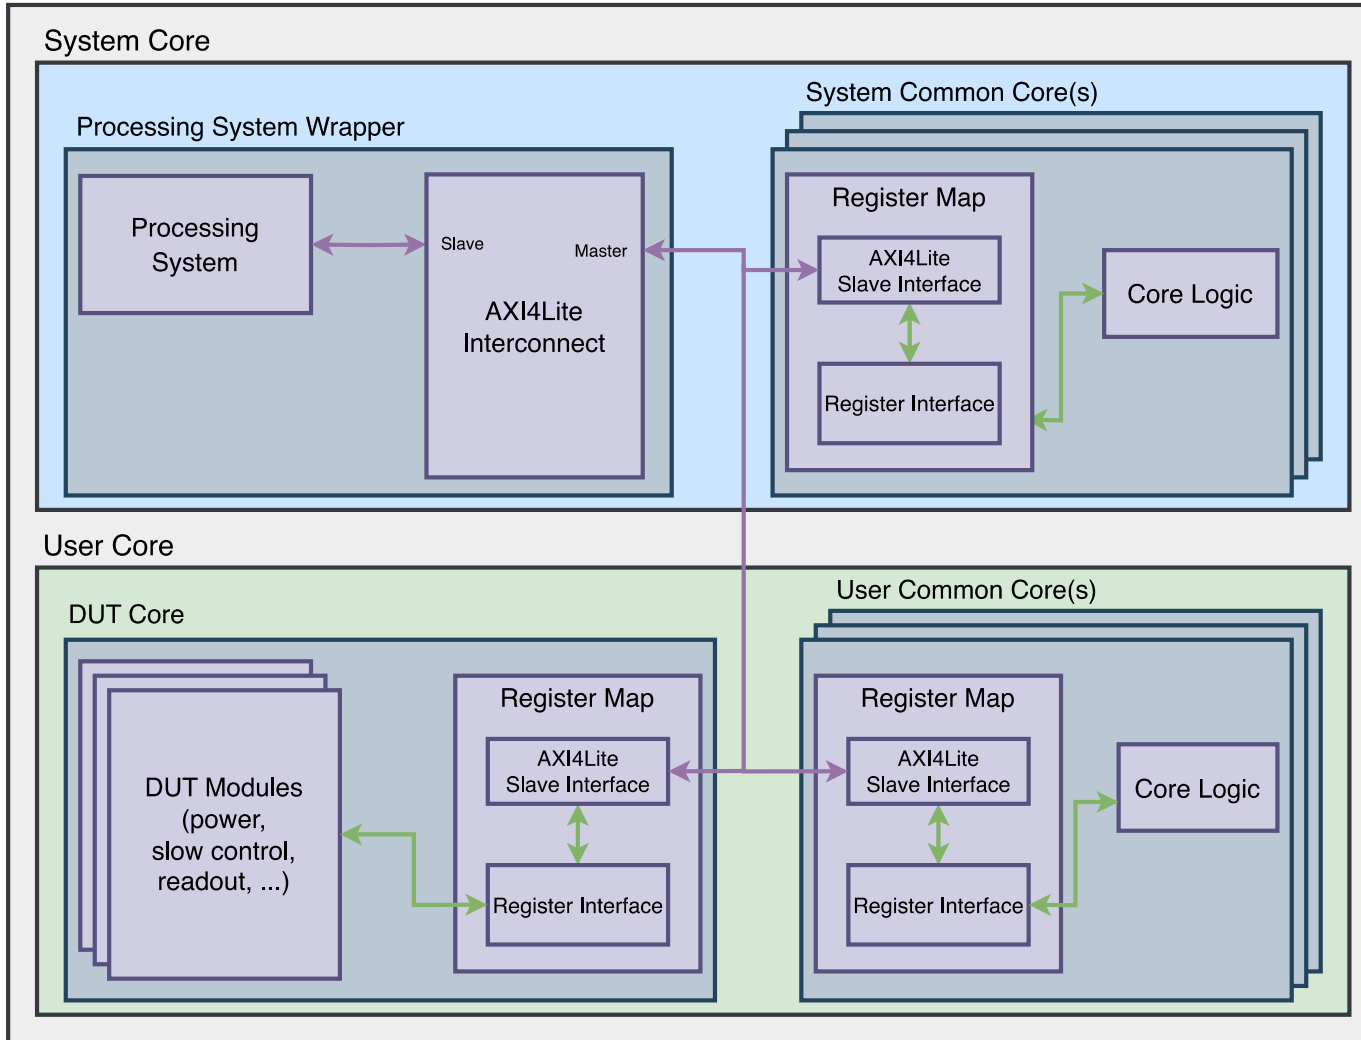 System Core
System Common Core(s)
Processing System Wrapper
Processing
System
Slave
Master
AXI4Lite
Interconnect
Register Map
AXI4Lite
Slave Interface
Register Interface
Core Logic
User Core
User Common Core(s)
DUT Core
DUT Modules
(power,
slow control,
readout, ...)
Register Map
AXI4Lite
Slave Interface
Register Interface
Register Map
AXI4Lite
Slave Interface
Register Interface
Core Logic